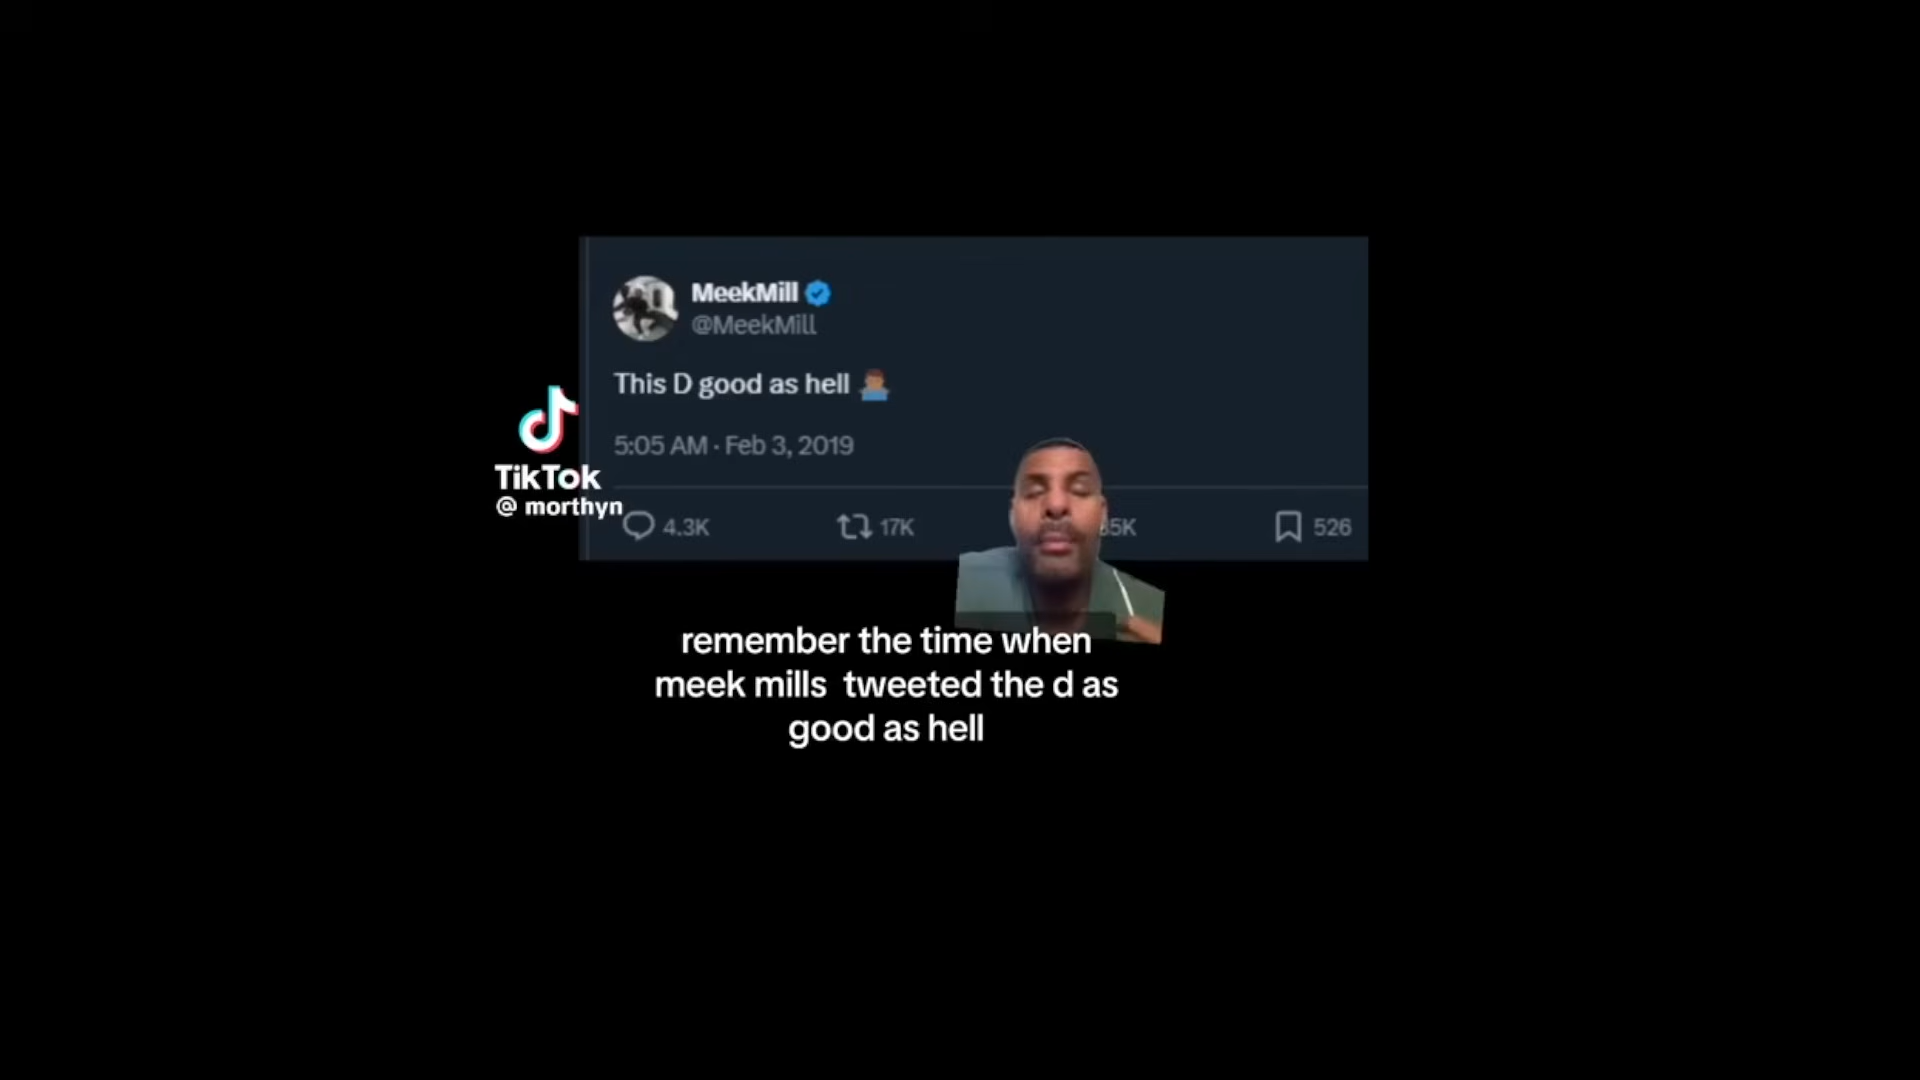 MeekMill
@MeekMill
This D good as hell
5:05 AM · Feb 3, 2019
4.3K
17K
526
TikTok
@ morthyn
remember the time when
meek mills  tweeted the d as
good as hell